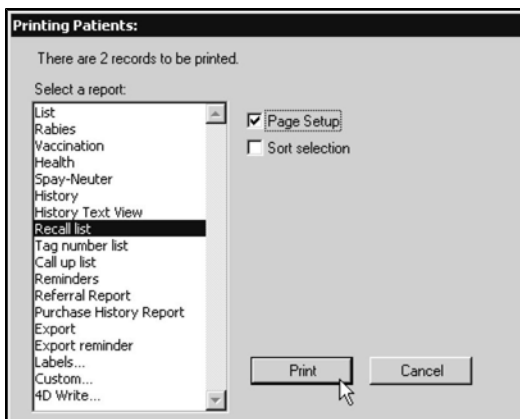 Printing Patients:
There are 2 records to be printed.
Select a report:
List
Rabies
Vaccination
Health
Spay-Neuter
History
History Text View
Recall list
Tag number list
Call up list
Reminders
Referral Report
Purchase History Report
Export
Export reminder
Labels...
Custom...
4D Write...
Page Setup
Sort selection
Print
Cancel